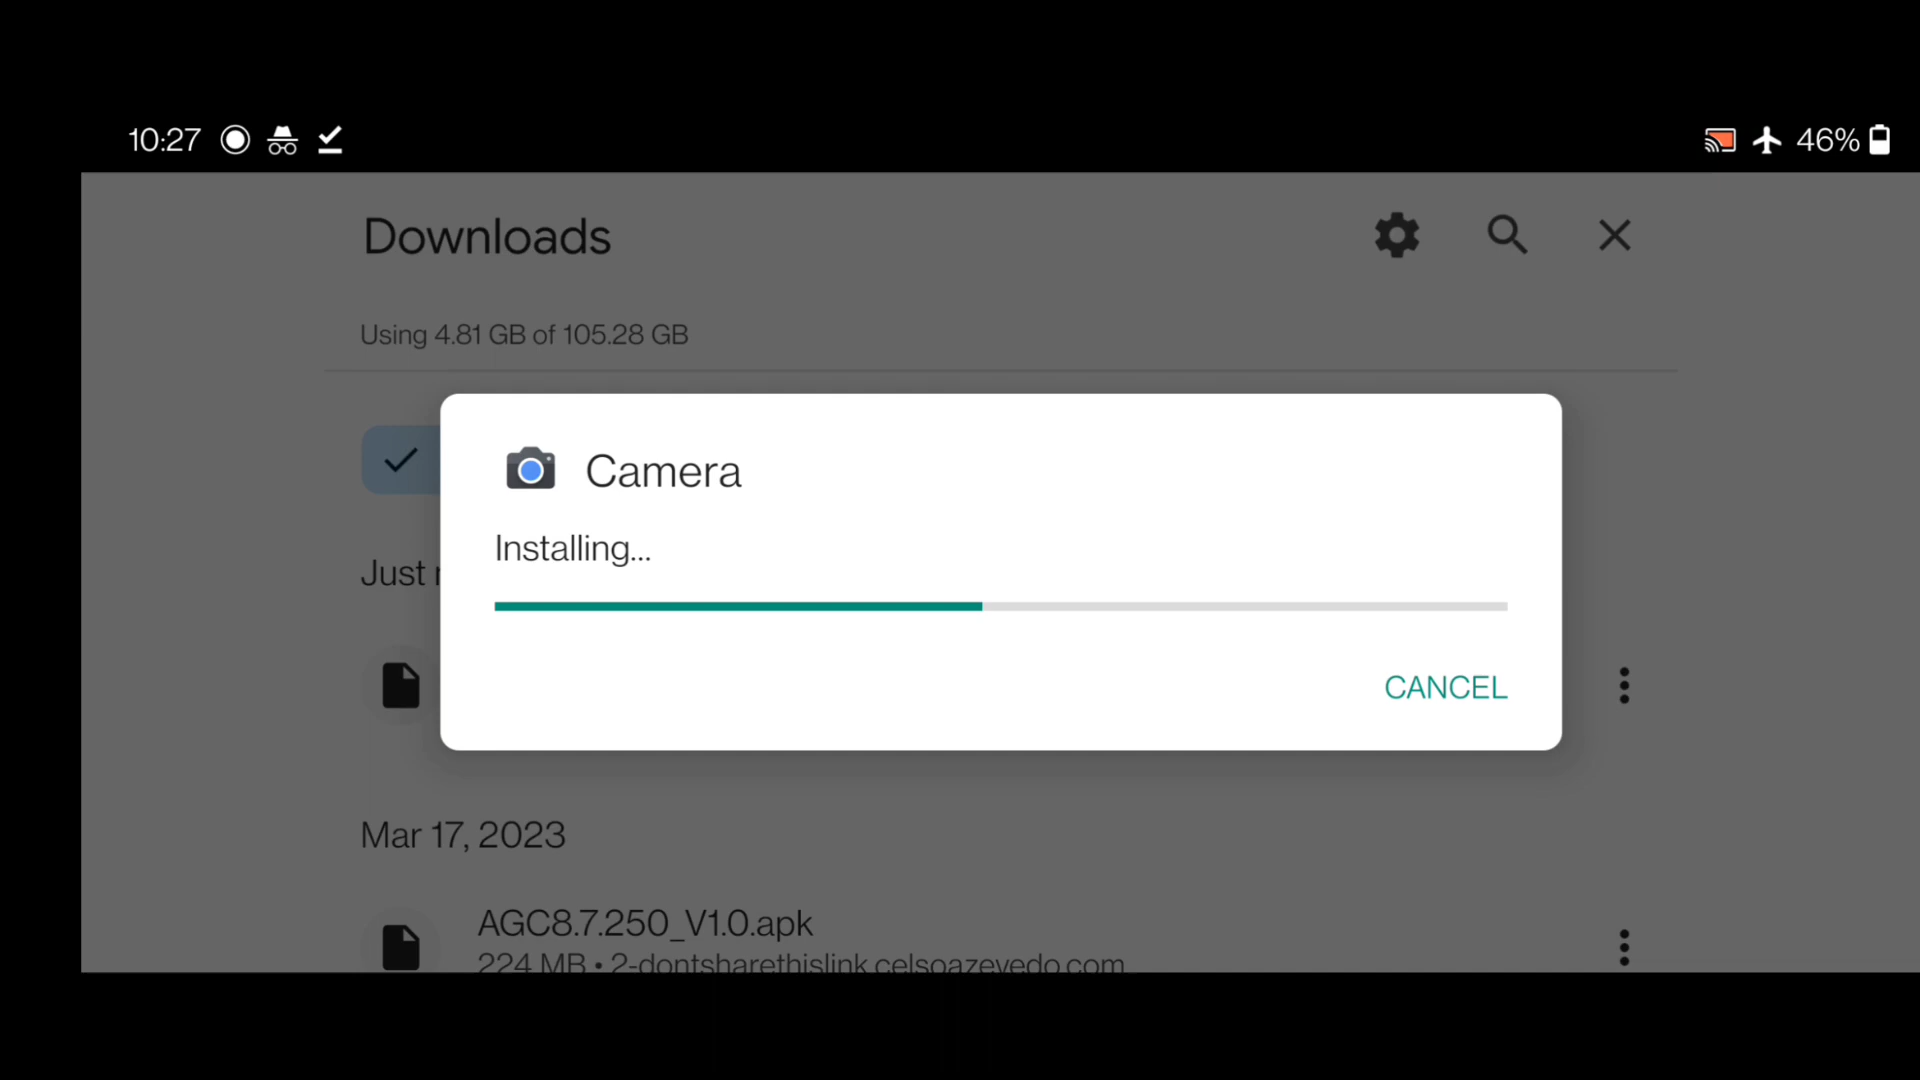 10:27
46%
Downloads
Using 4.81 GB of 105.28 GB
Camera
Installing...
Just
CANCEL
Mar 17, 2023
AGC8.7.250_V1.0.apk
224 MB • 2-dontsharethislink.celsoazevedo.com